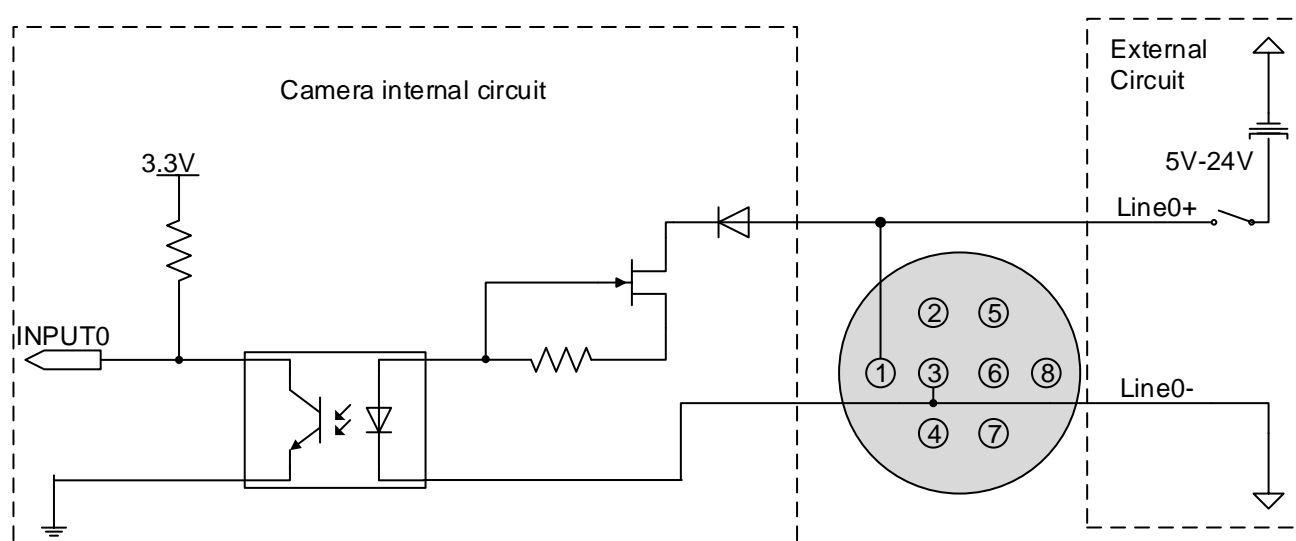 External
Circuit
Camera internal circuit
3.3V
5V-24V
Line0+
2 5
INPUT0
1 3 6 8
Line0-
4 7